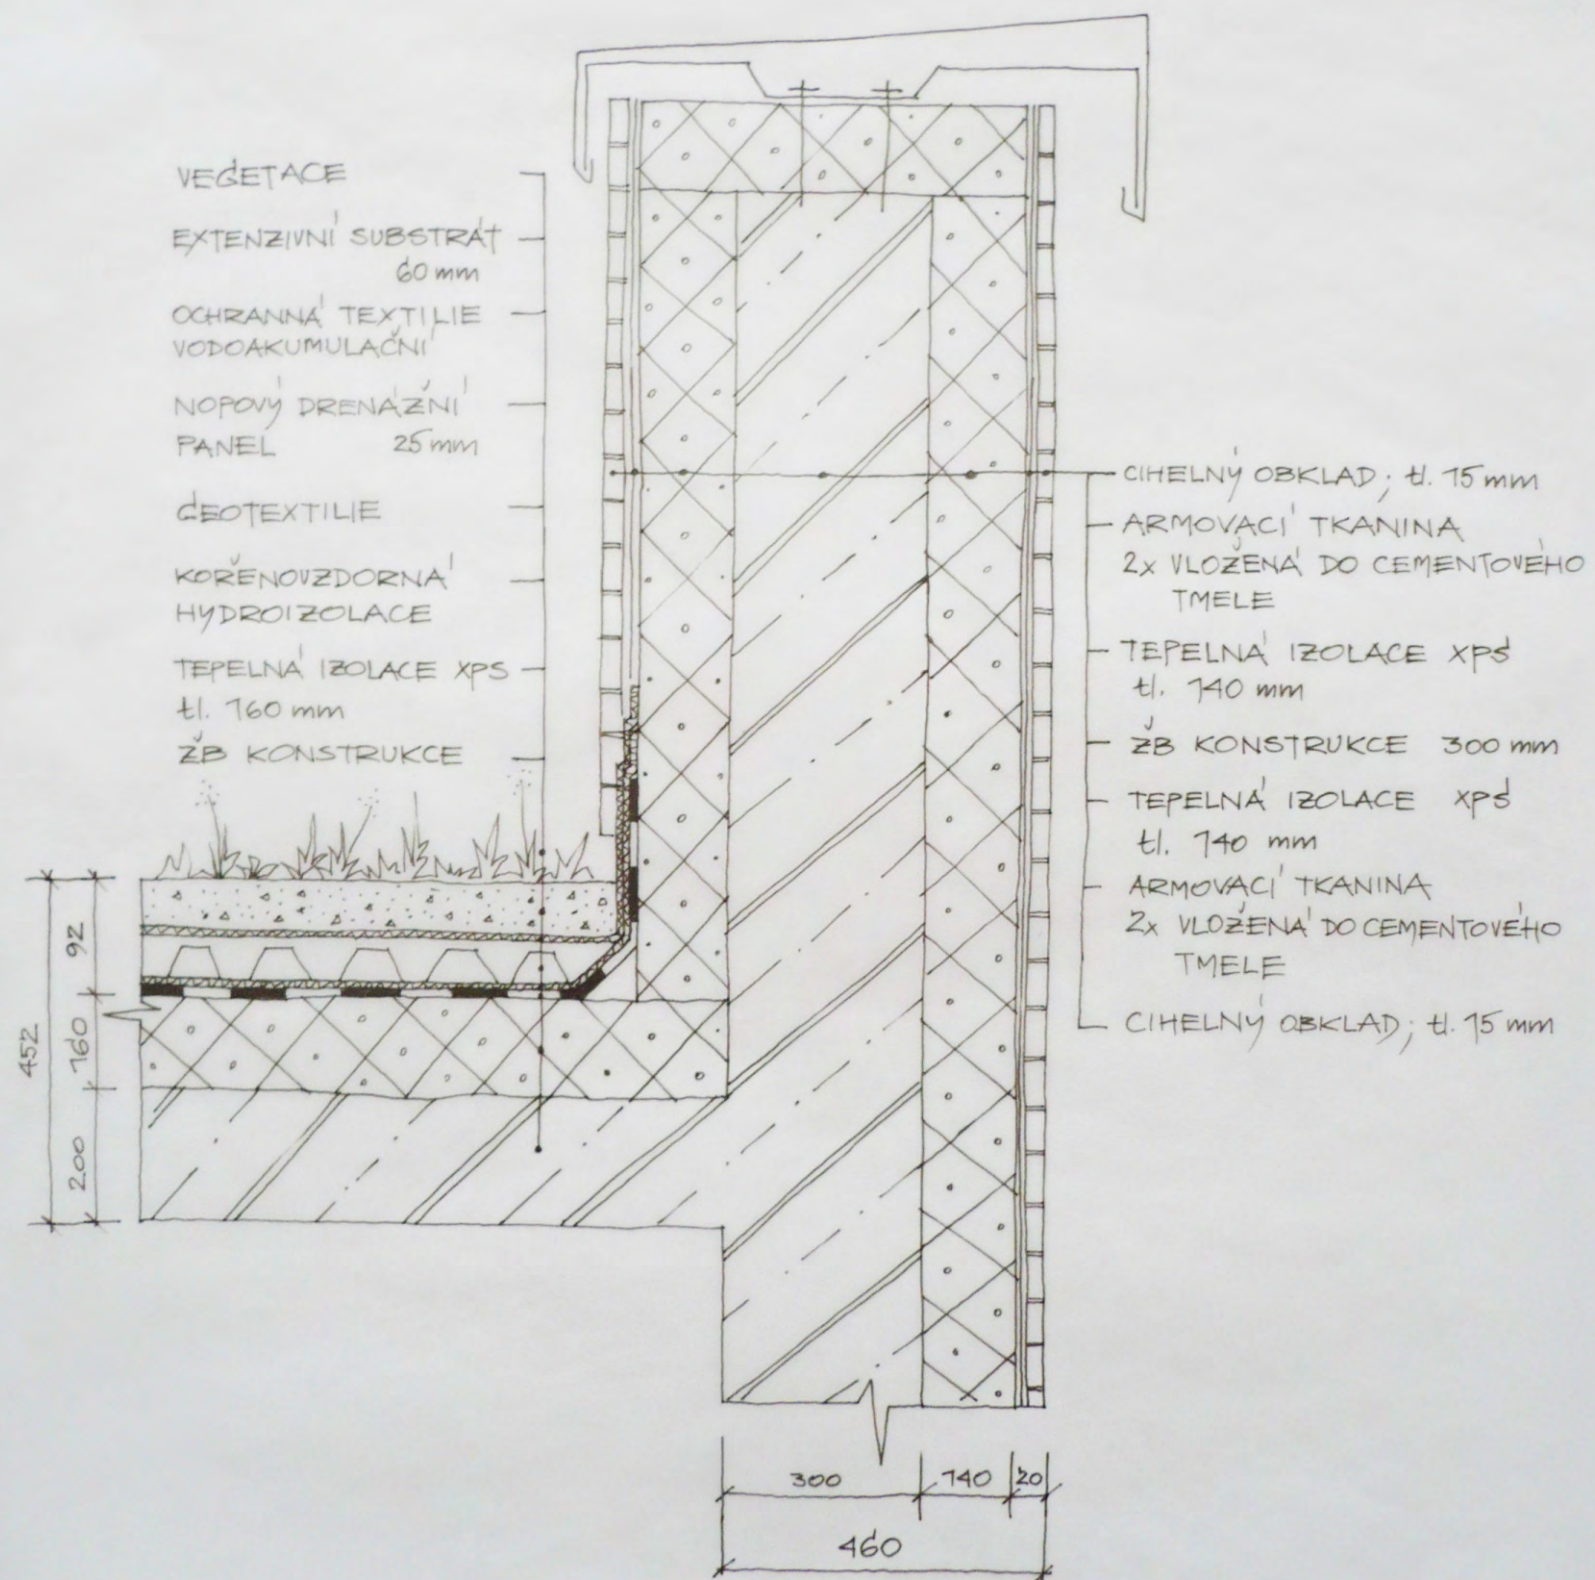 VEGETACE
EXTENZIVNÍ SUBSTRÁT
60 mm
OCHRANNÁ TEXTILIE
VODOAKUMULAČNÍ
NOPOVÝ DRENÁŽNÍ
PANEL 25 mm
GEOTEXTILIE
KOŘENOVZDORNÁ
HYDROIZOLACE
TEPELNÁ IZOLACE XPS
tl. 160 mm
ŽB KONSTRUKCE
CIHELNÝ OBKLAD; tl. 15 mm
ARMOVACÍ TKANINA
2x VLOŽENÁ DO CEMENTOVÉHO
TMELE
TEPELNÁ IZOLACE XPS
tl. 140 mm
ŽB KONSTRUKCE 300 mm
TEPELNÁ IZOLACE XPS
tl. 140 mm
ARMOVACÍ TKANINA
2x VLOŽENÁ DO CEMENTOVÉHO
TMELE
CIHELNÝ OBKLAD; tl. 15 mm
452
92
160
200
300 140 20
460